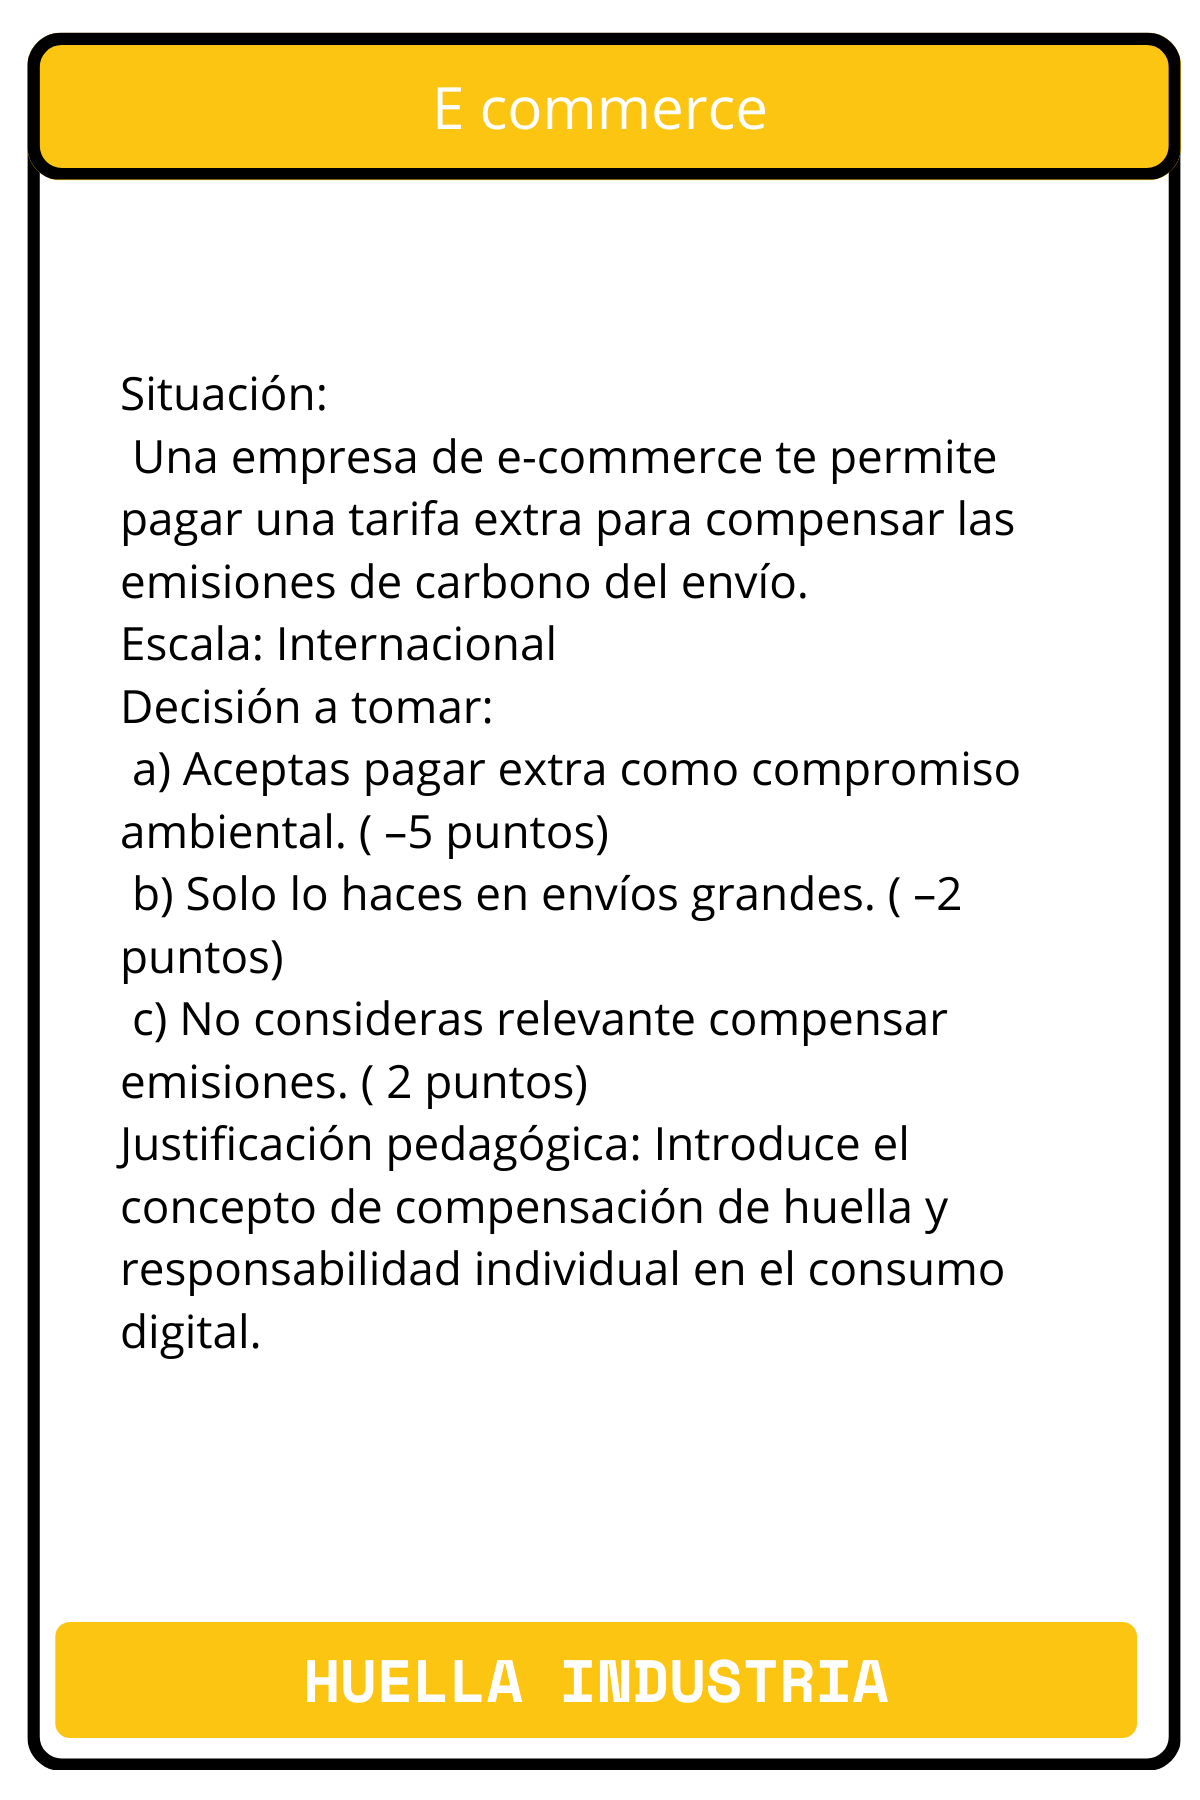 E commerce
Situación:
Una empresa de e-commerce te permite
pagar una tarifa extra para compensar las
emisiones de carbono del envío.
Escala: Internacional
Decisión a tomar:
a) Aceptas pagar extra como compromiso
ambiental. ( –5 puntos)
b) Solo lo haces en envíos grandes. ( –2
puntos)
c) No consideras relevante compensar
emisiones. ( 2 puntos)
Justificación pedagógica: Introduce el
concepto de compensación de huella y
responsabilidad individual en el consumo
digital.
HUELLA INDUSTRIA